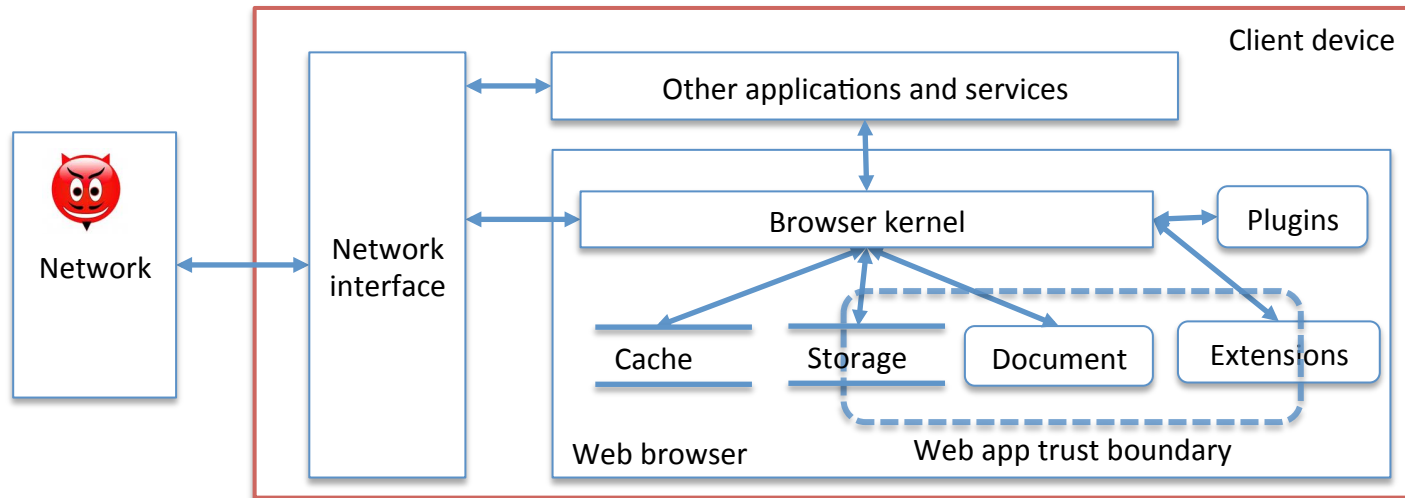 Client device
Other applications and services
Network
Network
interface
Browser kernel
Plugins
Cache
Storage
Document
Extensions
Web browser
Web app trust boundary